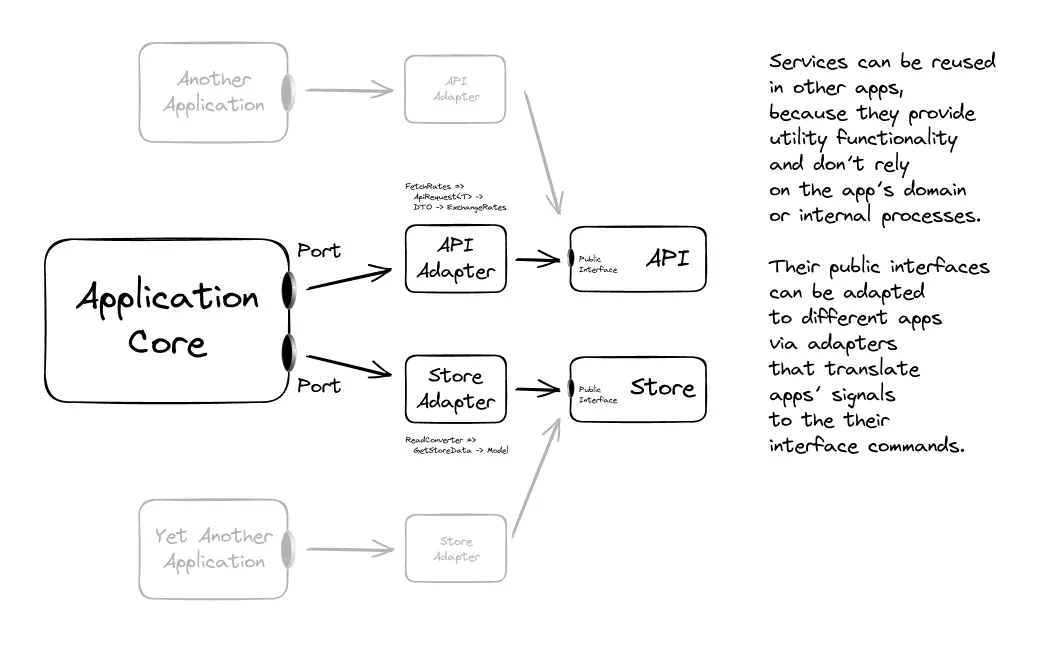 Another
Application
API
Adapter
FetchRates =>
ApiRequest<T> ->
DTO -> ExchangeRates
Port
Application
Core
Port
API
Adapter
Public
Interface
API
Store
Adapter
Public
Interface
Store
ReadConverter =>
GetStoreData -> Model
Yet Another
Application
Store
Adapter
Services can be reused
in other apps,
because they provide
utility functionality
and don't rely
on the app's domain
or internal processes.
Their public interfaces
can be adapted
to different apps
via adapters
that translate
apps' signals
to the their
interface commands.